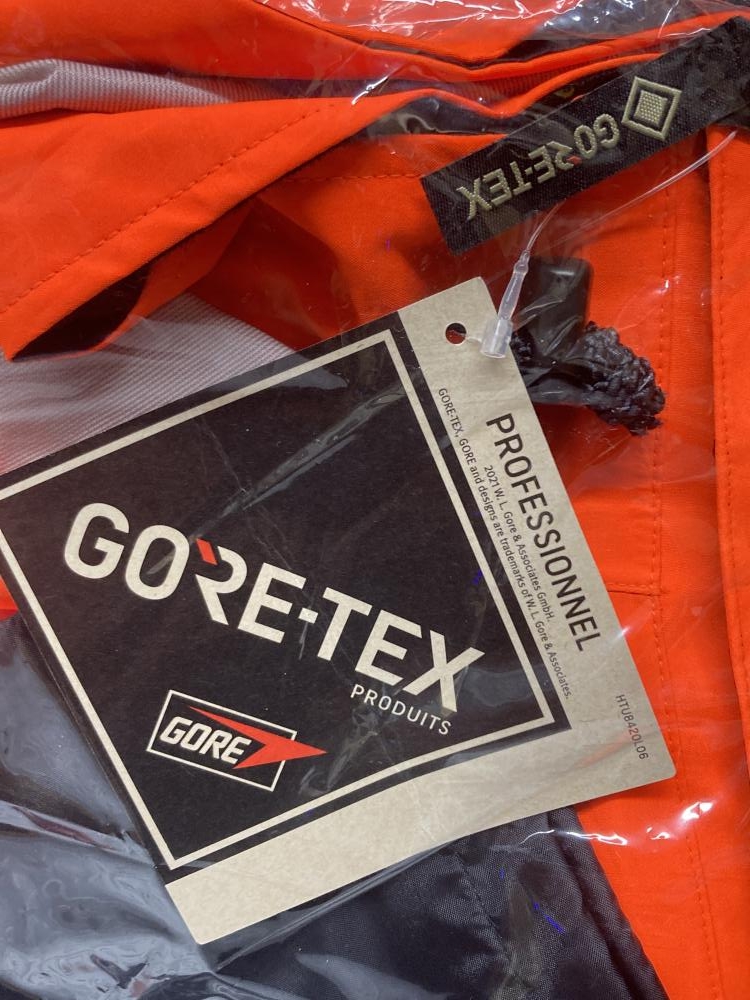 GORE-TEX
PROFESSIONNEL
2021 W. L. Gore & Associates GmbH.
GORE-TEX, GORE and designs are trademarks of W. L. Gore & Associates.
GORE-TEX
PRODUITS
GORE
HTU8420L06